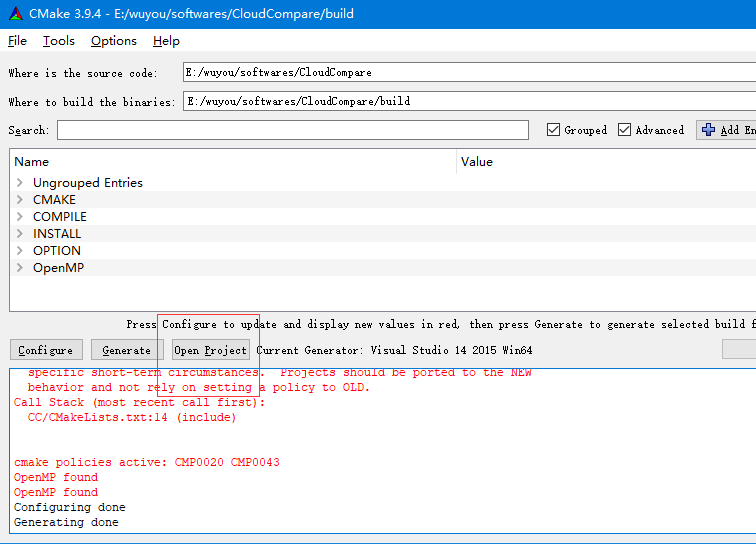 CMake 3.9.4 - E:/wuyou/softwares/CloudCompare/build
File Tools Options Help
Where is the source code: E:/wuyou/softwares/CloudCompare
Where to build the binaries: E:/wuyou/softwares/CloudCompare/build
Search: Grouped Advanced Add En
Name Value
Ungrouped Entries
CMAKE
COMPILE
INSTALL
OPTION
OpenMP
Press Configure to update and display new values in red, then press Generate to generate selected build f
Configure Generate Open Project Current Generator: Visual Studio 14 2015 Win64
specific short-term circumstances. Projects should be ported to the NEW
behavior and not rely on setting a policy to OLD.
Call Stack (most recent call first):
CC/CMakeLists.txt:14 (include)
cmake policies active: CMP0020 CMP0043
OpenMP found
OpenMP found
Configuring done
Generating done